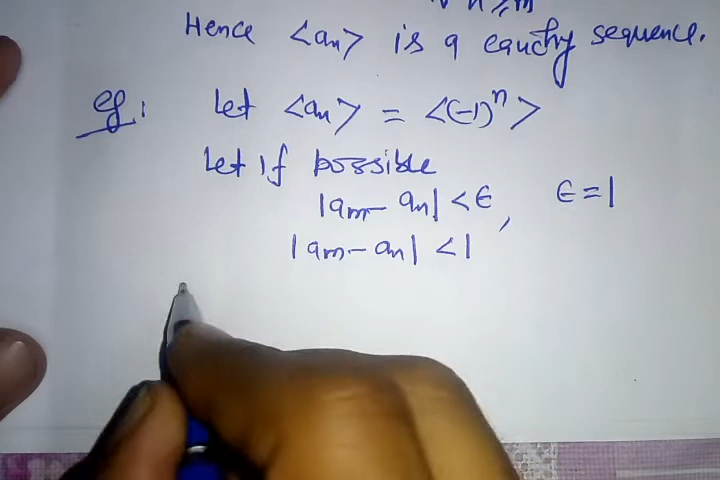 ∀ n ≥ m
Hence <aₙ> is a cauchy sequence.
eg: Let <aₙ> = <(-1)ⁿ>
Let if possible
|aₘ - aₙ| < ϵ, ϵ = 1
|aₘ - aₙ| < 1